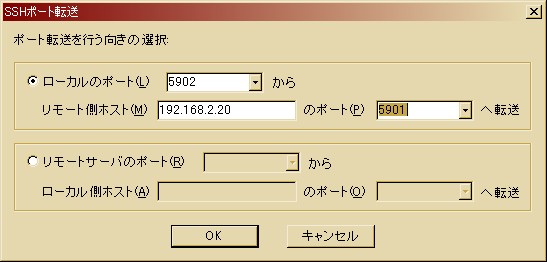 SSHポート転送
ポート転送を行う向きの選択:
ローカルのポート(L) 5902 から
リモート側ホスト(M) 192.168.2.20 のポート(P) 5901 へ転送
リモートサーバのポート(R) から
ローカル側ホスト(A) のポート(O) へ転送
OK キャンセル